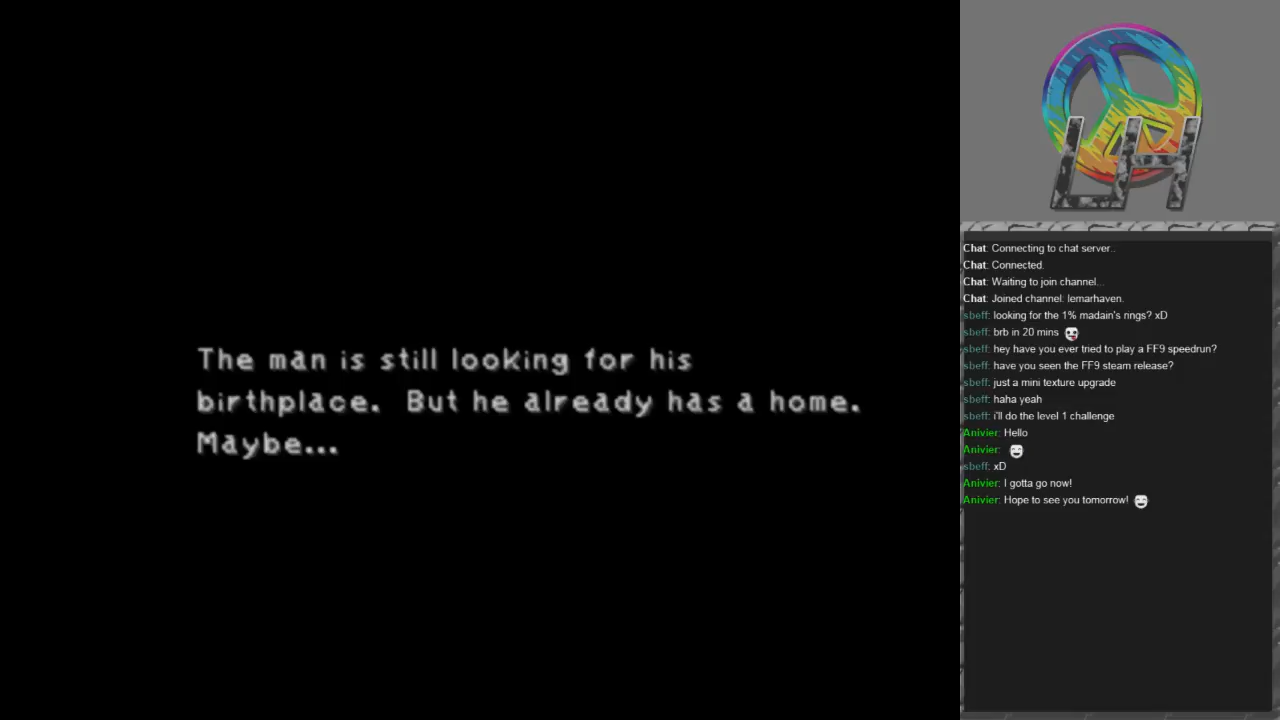 The man is still looking for his
birthplace. But he already has a home.
Maybe...
LH
Chat: Connecting to chat server..
Chat: Connected.
Chat: Waiting to join channel...
Chat: Joined channel: lemarhaven.
sbeff: looking for the 1% madain's rings? xD
sbeff: brb in 20 mins
sbeff: hey have you ever tried to play a FF9 speedrun?
sbeff: have you seen the FF9 steam release?
sbeff: just a mini texture upgrade
sbeff: haha yeah
sbeff: i'll do the level 1 challenge
Anivier: Hello
Anivier:
sbeff: xD
Anivier: I gotta go now!
Anivier: Hope to see you tomorrow!